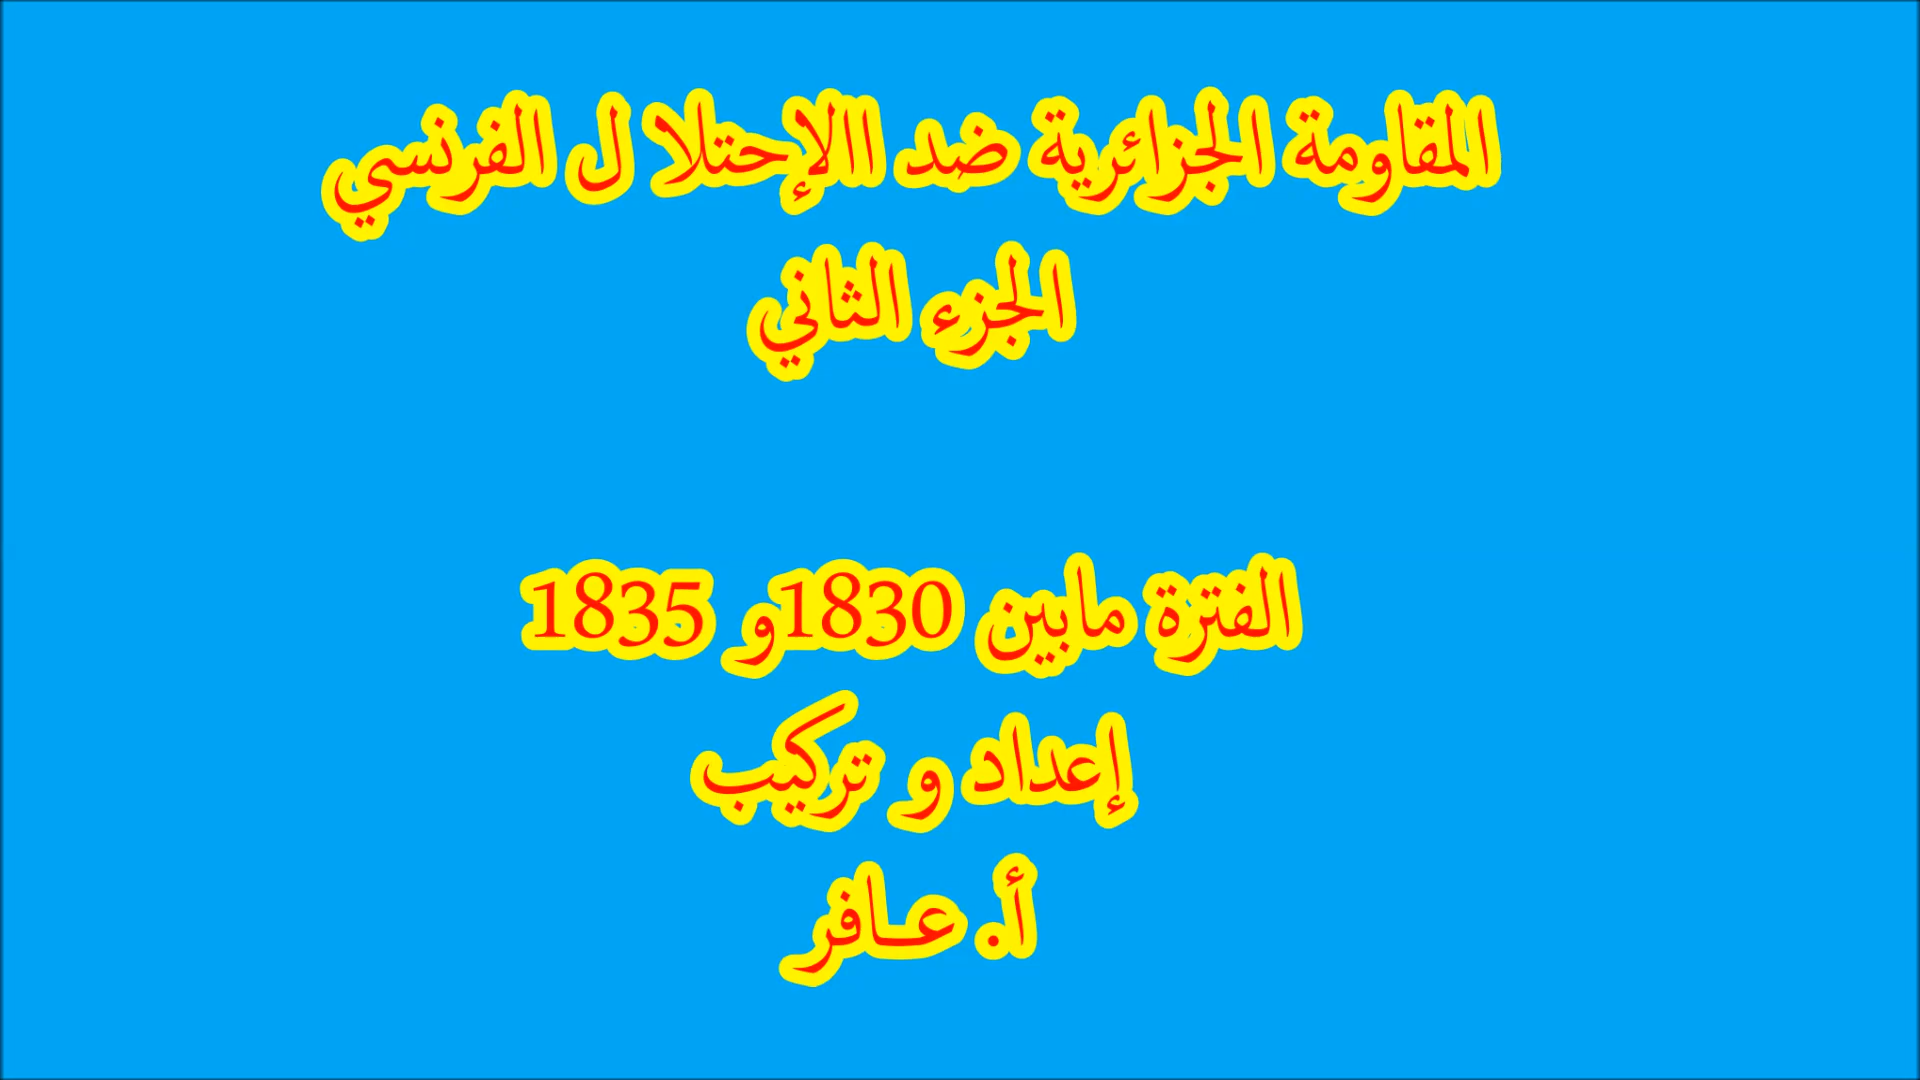 المقاومة الجزائرية ضد االإحتلا ل الفرنسي
الجزء الثاني
الفترة مابين 1830و 1835
إعداد و تركيب
أ. عـافر